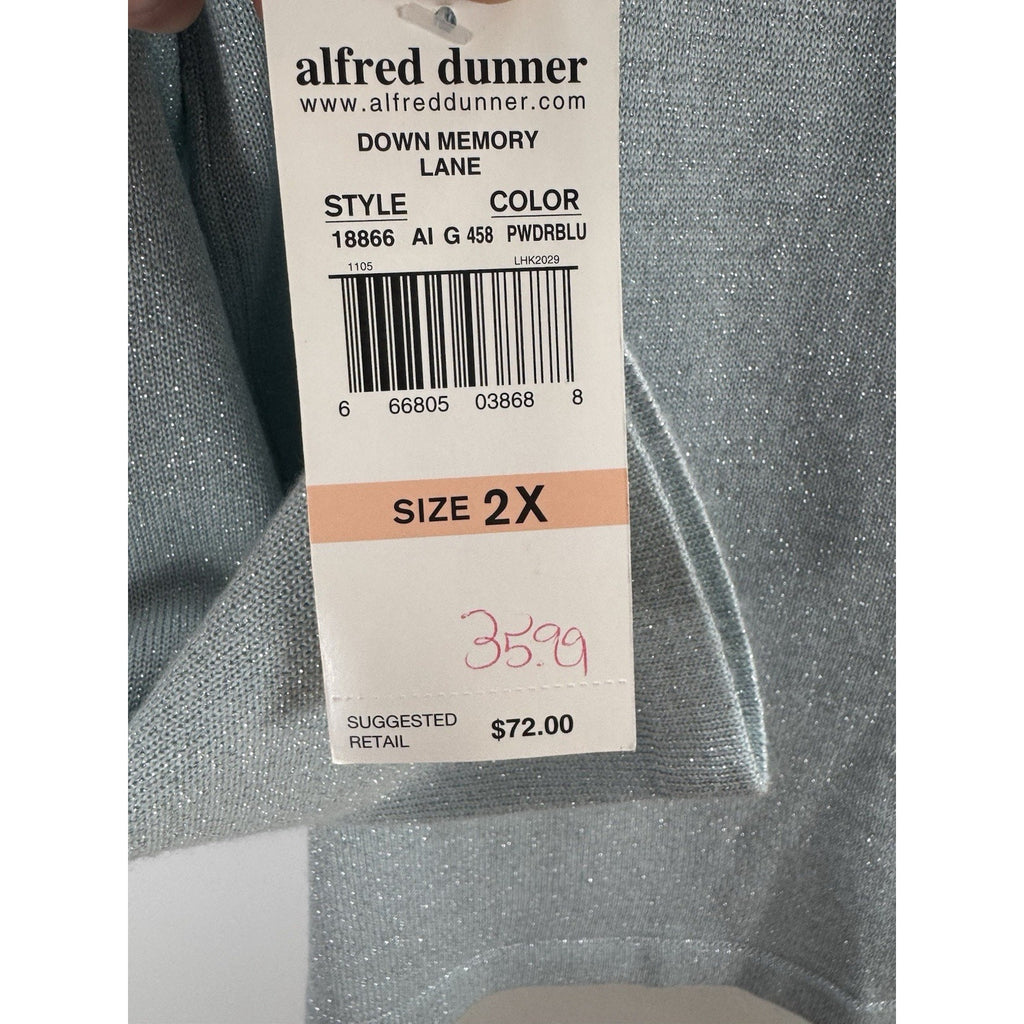 alfred dunner
www.alfreddunner.com
DOWN MEMORY
LANE
STYLE COLOR
18866 AI G 458 PWDRBLU
1105 LHK2029
6 66805 03868 8
SIZE 2X
35.99
SUGGESTED
RETAIL $72.00